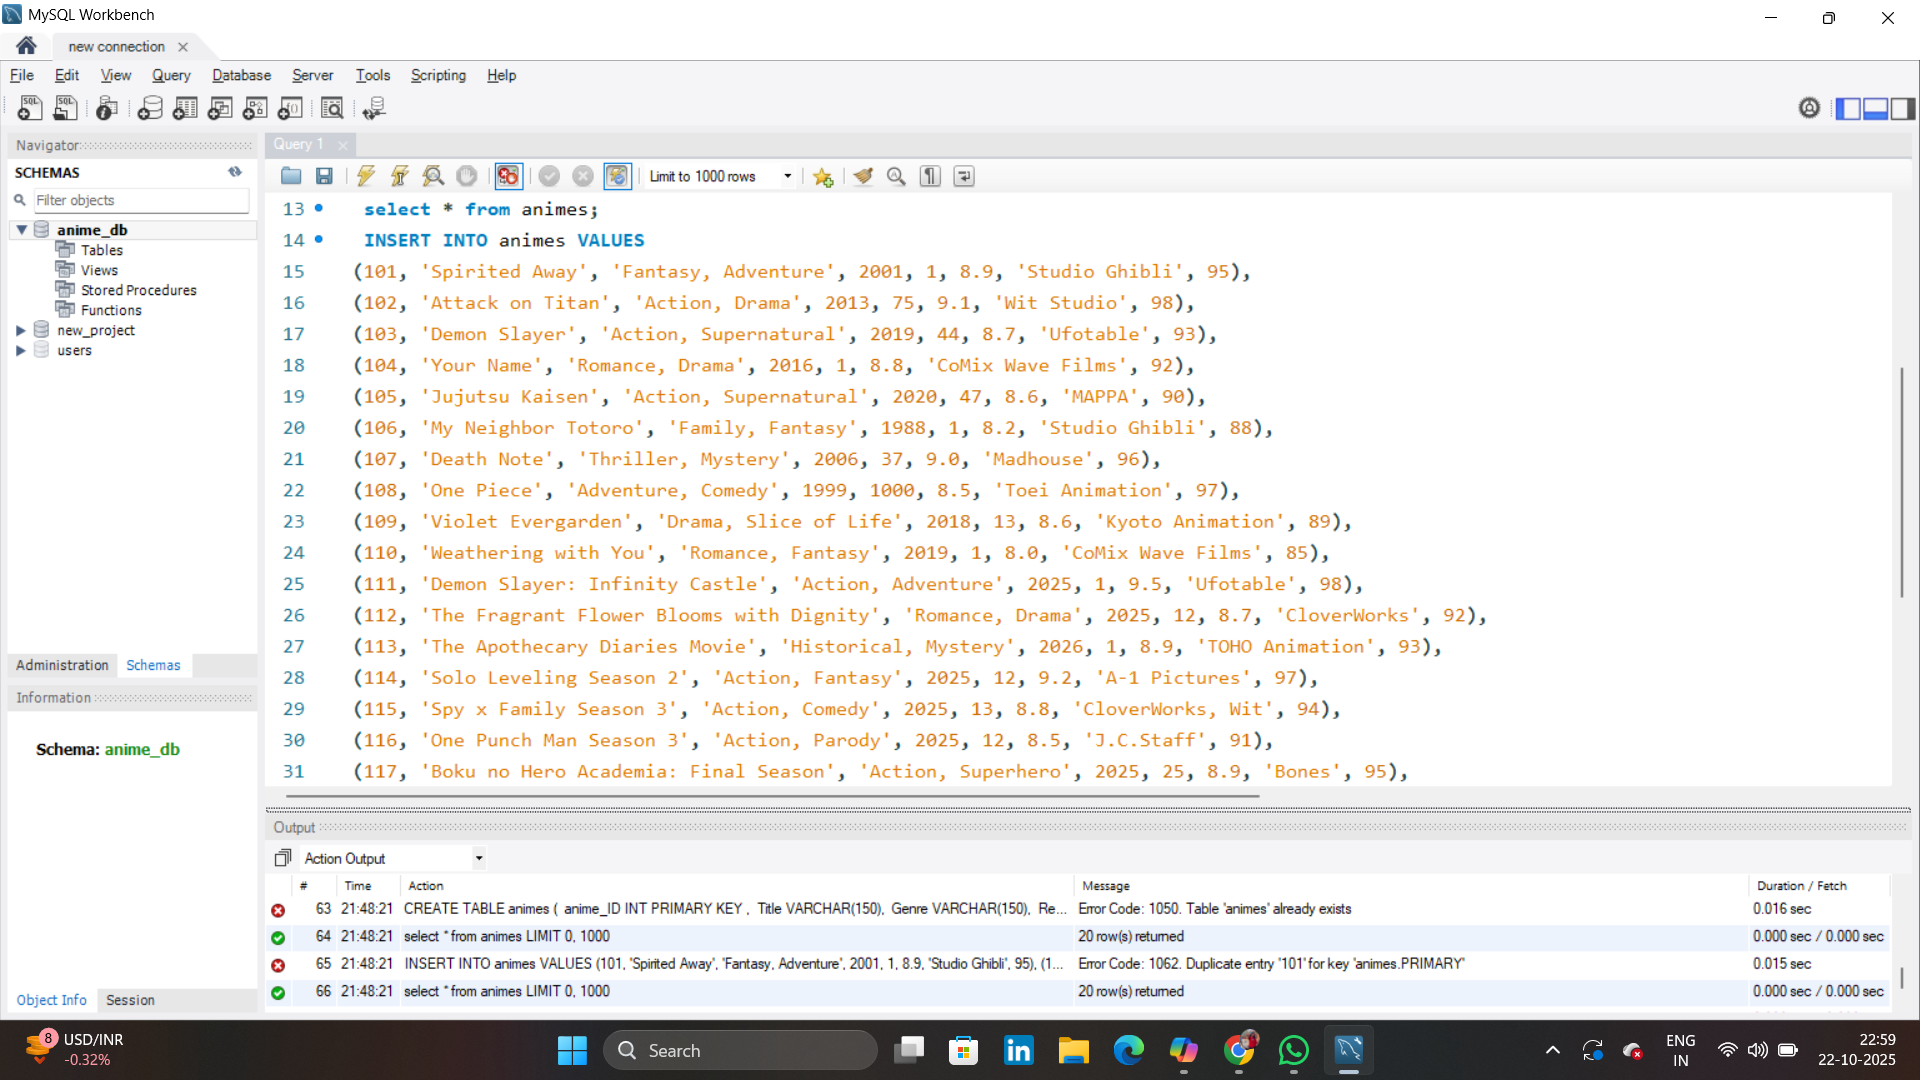 MySQL Workbench
new connection
File Edit View Query Database Server Tools Scripting Help
Navigator
SCHEMAS
Filter objects
anime_db
Tables
Views
Stored Procedures
Functions
new_project
users
Administration Schemas
Information
Schema: anime_db
Object Info Session
Query 1
Limit to 1000 rows
13 select * from animes;
14 INSERT INTO animes VALUES
15 (101, 'Spirited Away', 'Fantasy, Adventure', 2001, 1, 8.9, 'Studio Ghibli', 95),
16 (102, 'Attack on Titan', 'Action, Drama', 2013, 75, 9.1, 'Wit Studio', 98),
17 (103, 'Demon Slayer', 'Action, Supernatural', 2019, 44, 8.7, 'Ufotable', 93),
18 (104, 'Your Name', 'Romance, Drama', 2016, 1, 8.8, 'CoMix Wave Films', 92),
19 (105, 'Jujutsu Kaisen', 'Action, Supernatural', 2020, 47, 8.6, 'MAPPA', 90),
20 (106, 'My Neighbor Totoro', 'Family, Fantasy', 1988, 1, 8.2, 'Studio Ghibli', 88),
21 (107, 'Death Note', 'Thriller, Mystery', 2006, 37, 9.0, 'Madhouse', 96),
22 (108, 'One Piece', 'Adventure, Comedy', 1999, 1000, 8.5, 'Toei Animation', 97),
23 (109, 'Violet Evergarden', 'Drama, Slice of Life', 2018, 13, 8.6, 'Kyoto Animation', 89),
24 (110, 'Weathering with You', 'Romance, Fantasy', 2019, 1, 8.0, 'CoMix Wave Films', 85),
25 (111, 'Demon Slayer: Infinity Castle', 'Action, Adventure', 2025, 1, 9.5, 'Ufotable', 98),
26 (112, 'The Fragrant Flower Blooms with Dignity', 'Romance, Drama', 2025, 12, 8.7, 'CloverWorks', 92),
27 (113, 'The Apothecary Diaries Movie', 'Historical, Mystery', 2026, 1, 8.9, 'TOHO Animation', 93),
28 (114, 'Solo Leveling Season 2', 'Action, Fantasy', 2025, 12, 9.2, 'A-1 Pictures', 97),
29 (115, 'Spy x Family Season 3', 'Action, Comedy', 2025, 13, 8.8, 'CloverWorks, Wit', 94),
30 (116, 'One Punch Man Season 3', 'Action, Parody', 2025, 12, 8.5, 'J.C.Staff', 91),
31 (117, 'Boku no Hero Academia: Final Season', 'Action, Superhero', 2025, 25, 8.9, 'Bones', 95),
Output
Action Output
# Time Action Message Duration / Fetch
63 21:48:21 CREATE TABLE animes ( anime_ID INT PRIMARY KEY , Title VARCHAR(150), Genre VARCHAR(150), Re... Error Code: 1050. Table 'animes' already exists 0.016 sec
64 21:48:21 select * from animes LIMIT 0, 1000 20 row(s) returned 0.000 sec / 0.000 sec
65 21:48:21 INSERT INTO animes VALUES (101, 'Spirited Away', 'Fantasy, Adventure', 2001, 1, 8.9, 'Studio Ghibli', 95), (1... Error Code: 1062. Duplicate entry '101' for key 'animes.PRIMARY' 0.015 sec
66 21:48:21 select * from animes LIMIT 0, 1000 20 row(s) returned 0.000 sec / 0.000 sec
8 USD/INR
-0.32%
Search
ENG
IN
22:59
22-10-2025